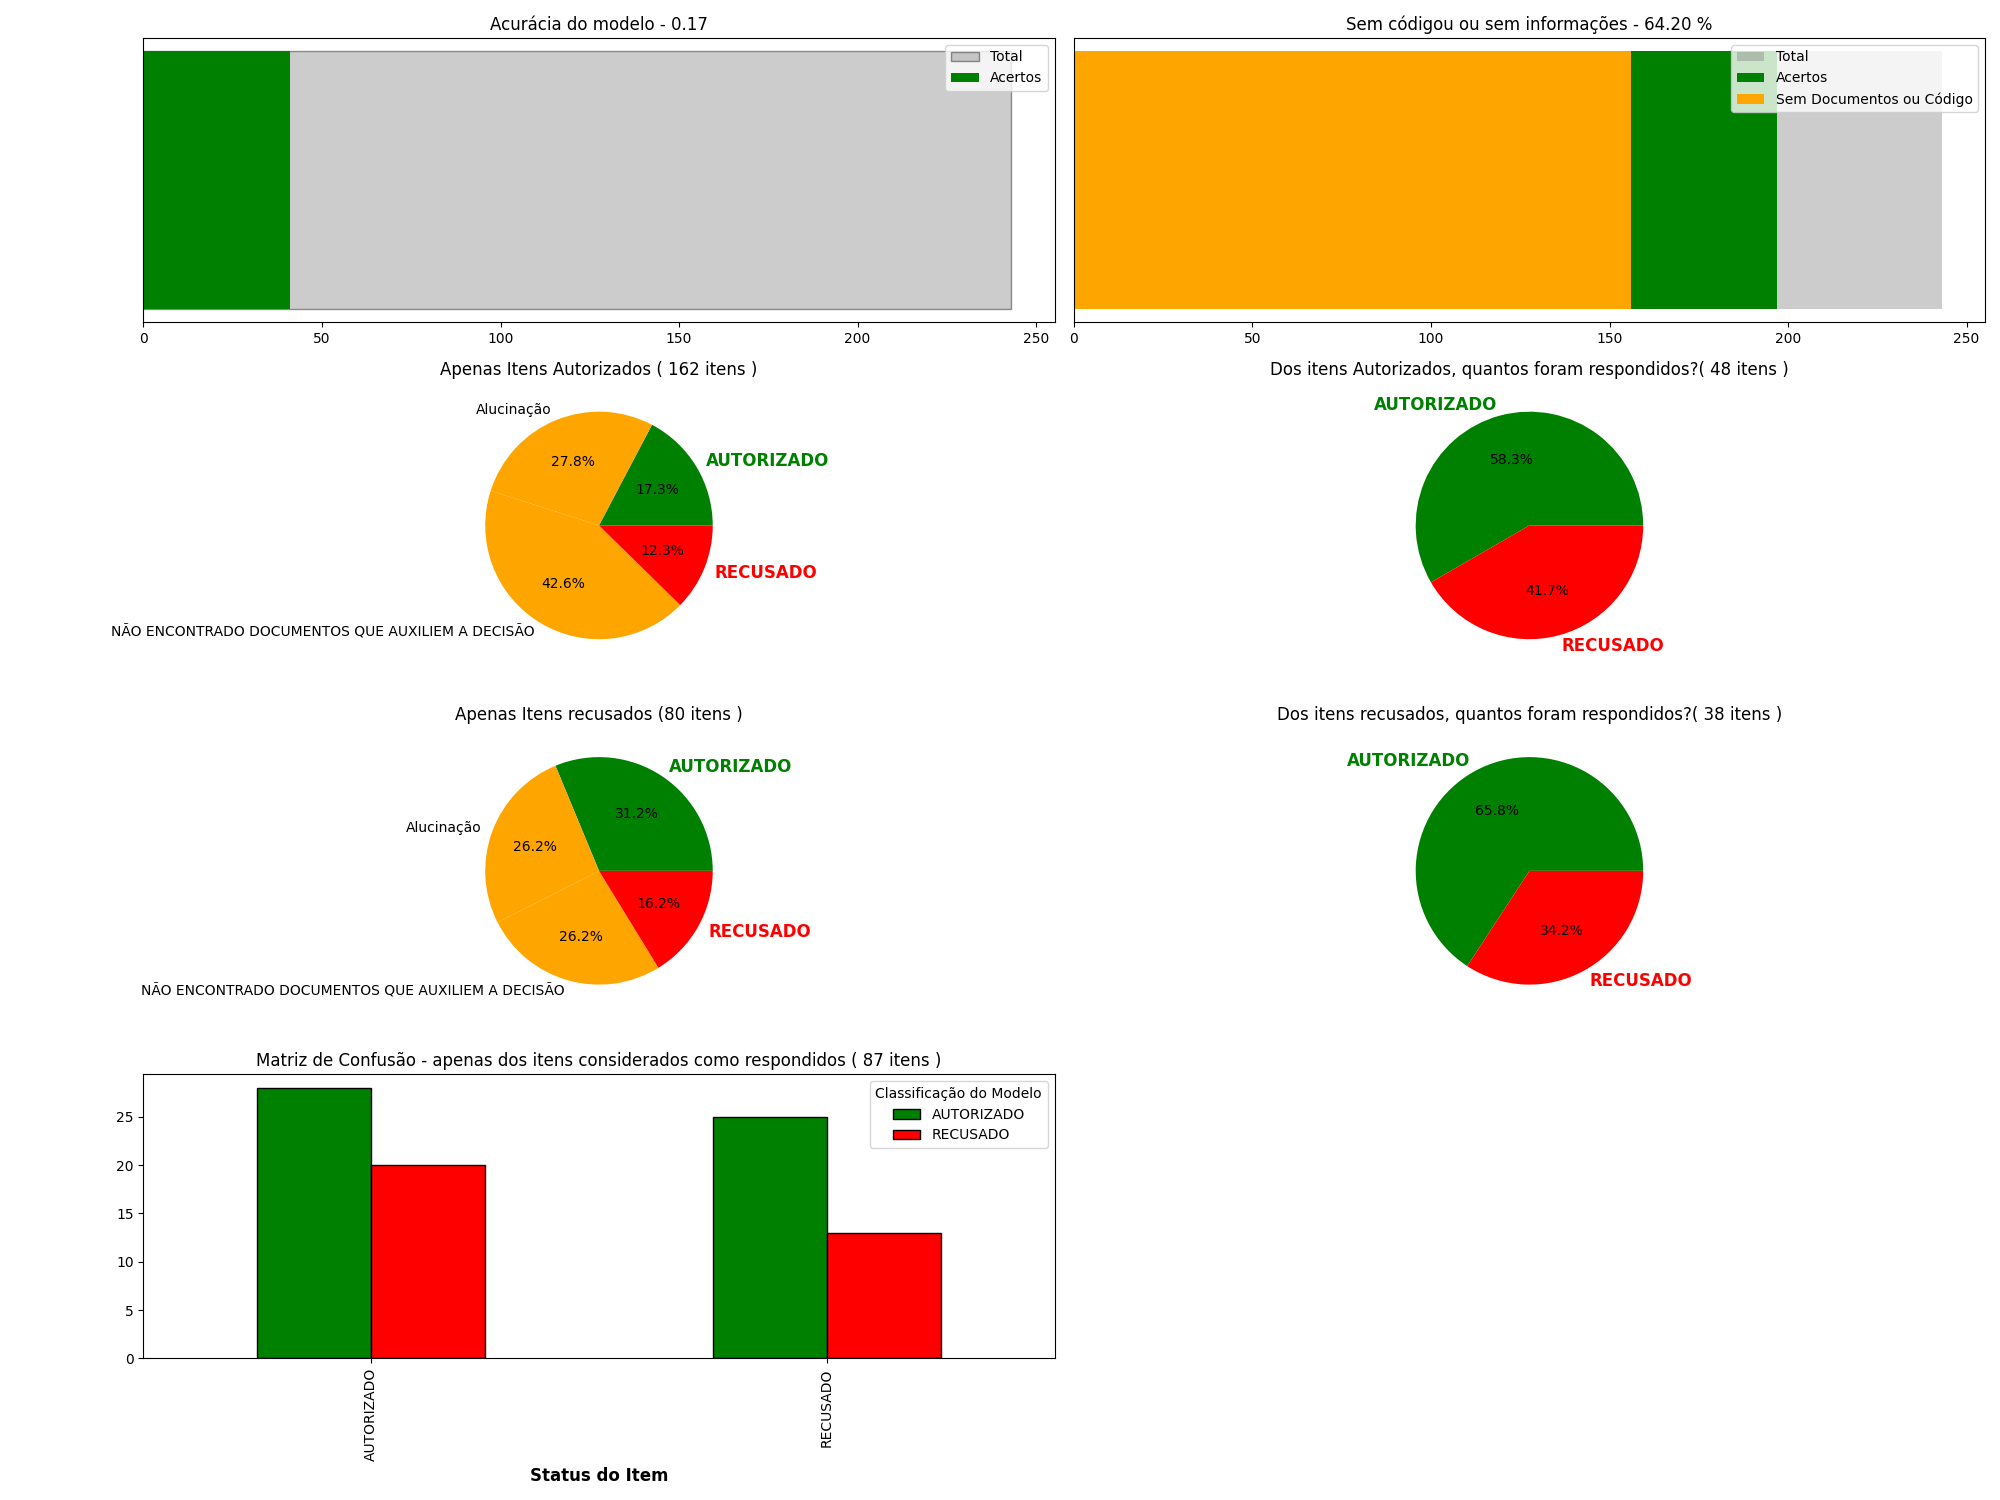 Acurácia do modelo - 0.17
Total
Acertos
0 50 100 150 200 250
Sem códigou ou sem informações - 64.20 %
Total
Acertos
Sem Documentos ou Código
0 50 100 150 200 250
Apenas Itens Autorizados ( 162 itens )
Alucinação
27.8%
AUTORIZADO
17.3%
12.3%
RECUSADO
42.6%
NÃO ENCONTRADO DOCUMENTOS QUE AUXILIEM A DECISÃO
Dos itens Autorizados, quantos foram respondidos?( 48 itens )
AUTORIZADO
58.3%
41.7%
RECUSADO
Apenas Itens recusados (80 itens )
AUTORIZADO
31.2%
Alucinação
26.2%
16.2%
RECUSADO
26.2%
NÃO ENCONTRADO DOCUMENTOS QUE AUXILIEM A DECISÃO
Dos itens recusados, quantos foram respondidos?( 38 itens )
AUTORIZADO
65.8%
34.2%
RECUSADO
Matriz de Confusão - apenas dos itens considerados como respondidos ( 87 itens )
Classificação do Modelo
AUTORIZADO
RECUSADO
25
20
15
10
5
0
AUTORIZADO
RECUSADO
Status do Item